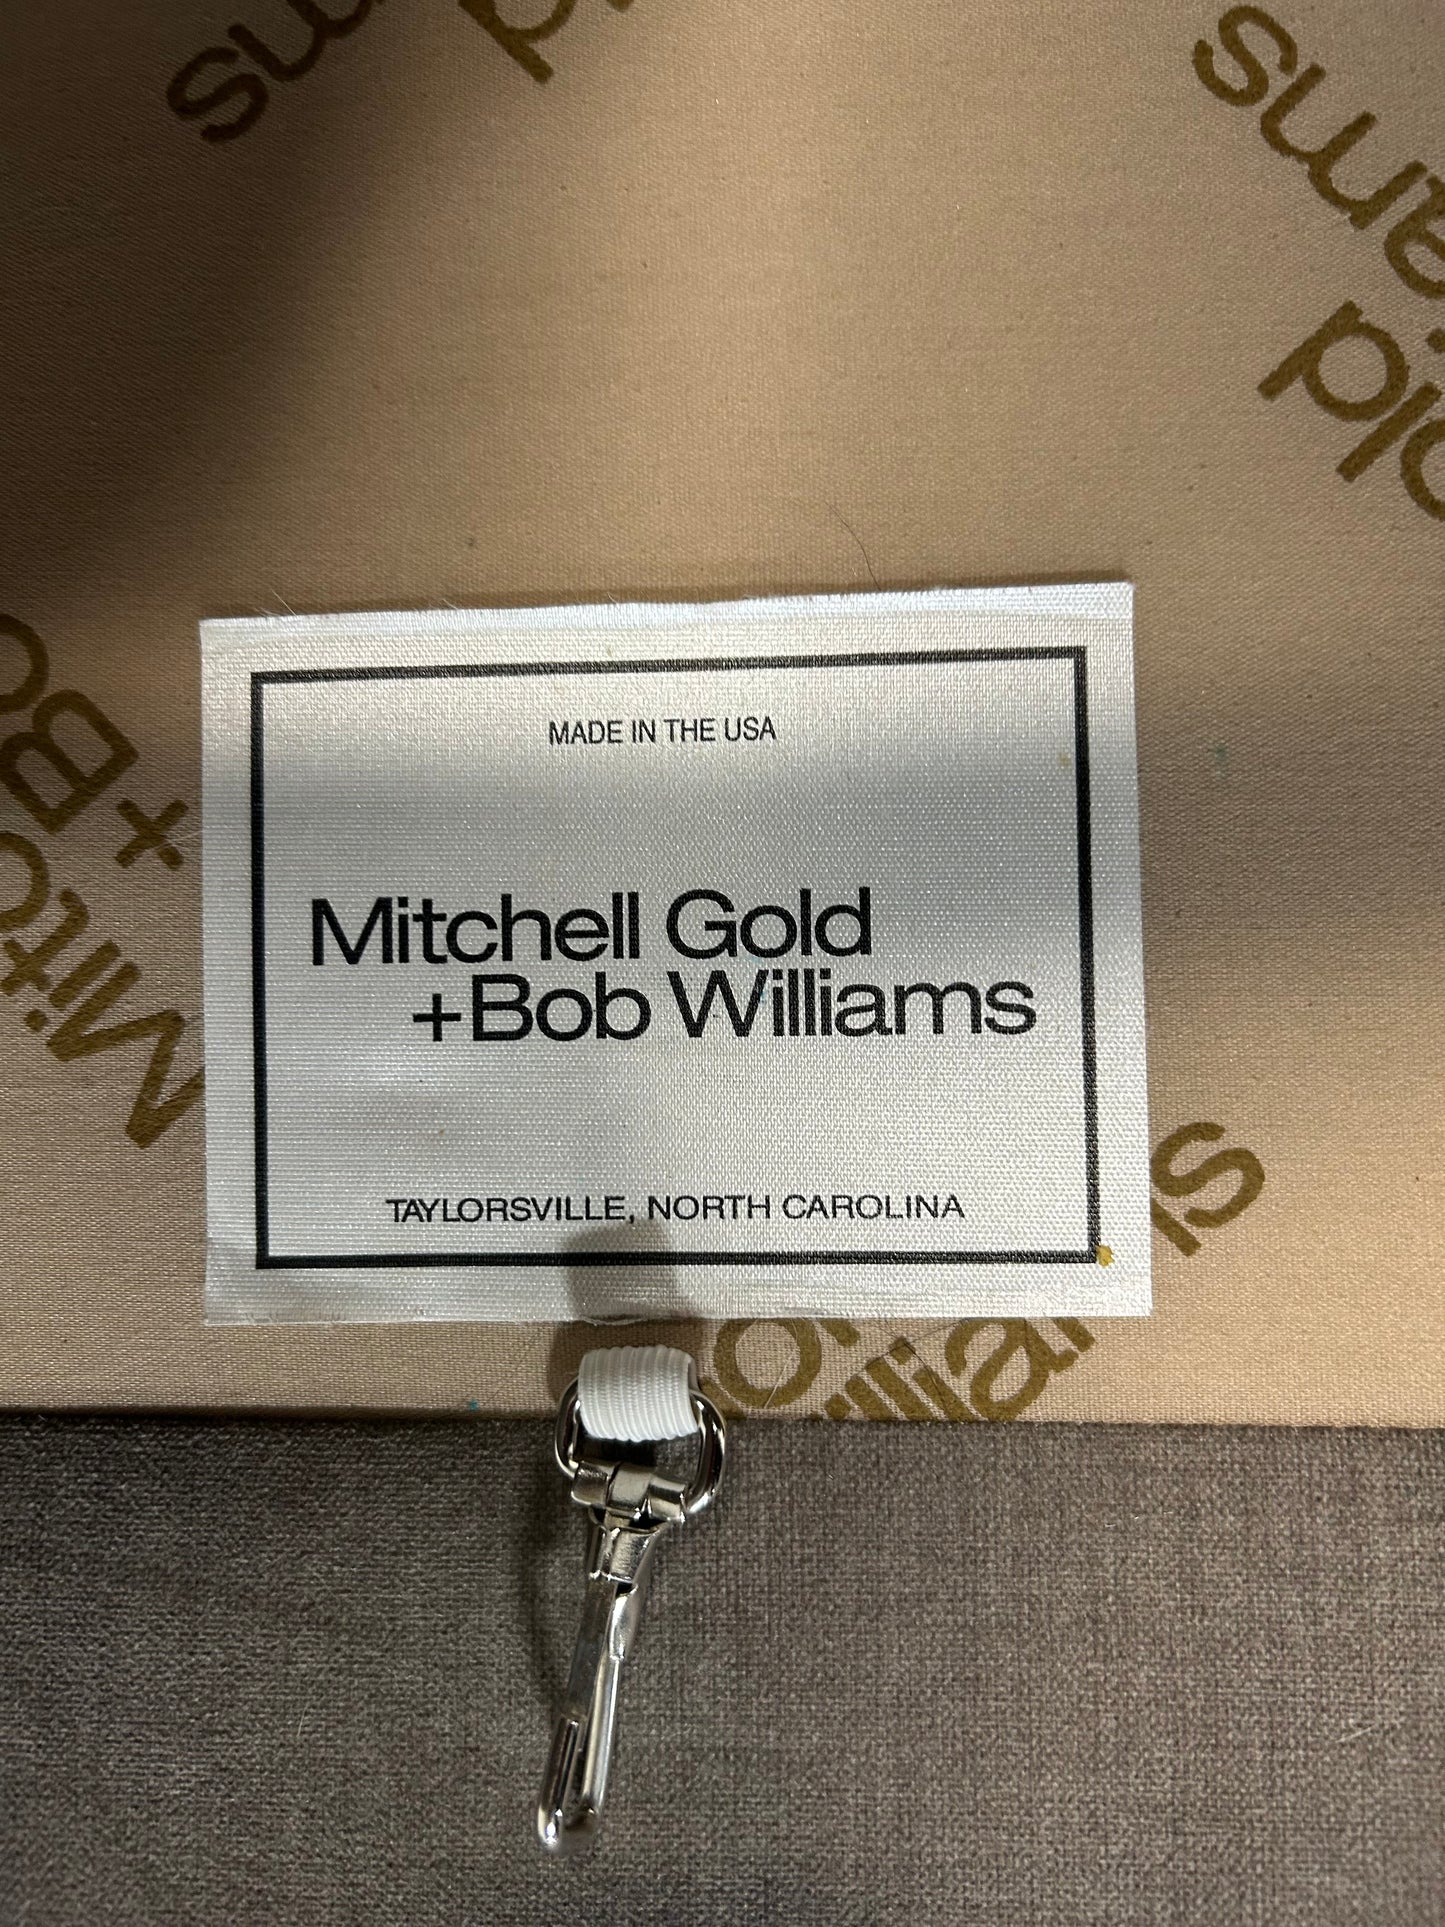 MADE IN THE USA
Mitchell Gold
+Bob Williams
TAYLORSVILLE, NORTH CAROLINA